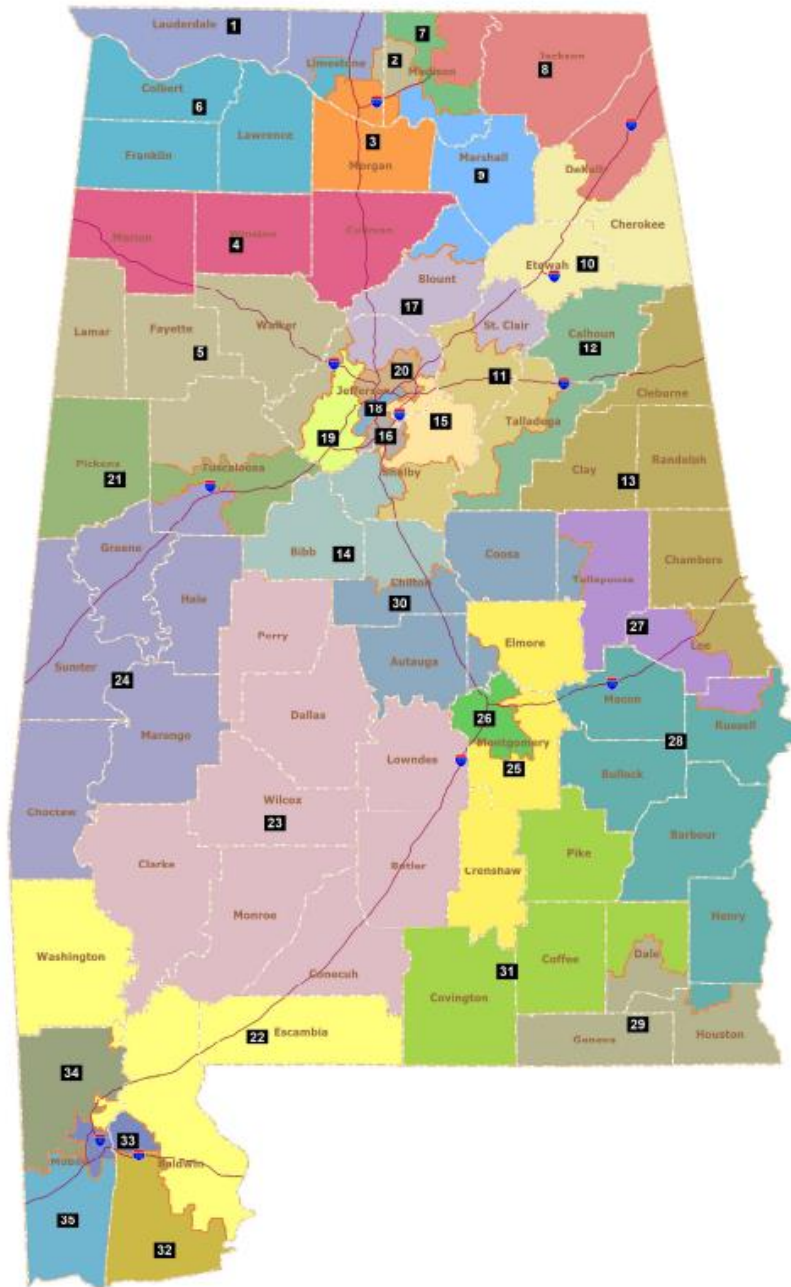 Lauderdale 1
Limestone
2
7
Madison
Jackson
8
Colbert
6
Franklin
Lawrence
3
Morgan
Marshall
9
DeKalb
Cherokee
Marion
Winston
4
Cullman
Etowah 10
Blount
17
St. Clair
Lamar
Fayette
5
Walker
Calhoun
12
Jefferson
20
11
18
15
19
16
Talladega
Cleburne
Pickens
21
Tuscaloosa
Shelby
Clay
13
Randolph
Greene
Bibb 14
Chilton
30
Coosa
Tallapoosa
Chambers
Hale
Perry
Autauga
Elmore
27
Lee
Sumter
24
Dallas
Marengo
Lowndes
26
Montgomery
25
Macon
28
Russell
Bullock
Choctaw
Wilcox
23
Clarke
Butler
Crenshaw
Pike
Barbour
Monroe
Henry
Washington
Conecuh
31
Coffee
Dale
Covington
22 Escambia
29
Geneva
Houston
34
33
Mobile
Baldwin
35
32